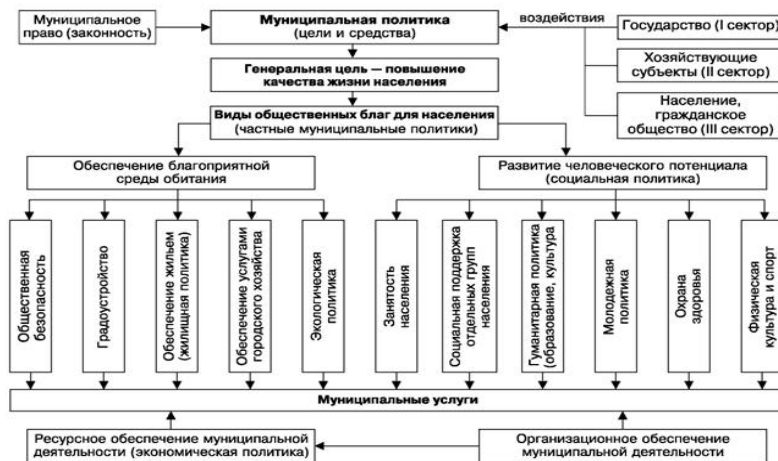 Муниципальное
право (законность)
Муниципальная политика
(цели и средства)
воздействия
Государство (I сектор)
Хозяйствующие
субъекты (II сектор)
Население,
гражданское
общество (III сектор)
Генеральная цель — повышение
качества жизни населения
Виды общественных благ для населения
(частные муниципальные политики)
Обеспечение благоприятной
среды обитания
Развитие человеческого потенциала
(социальная политика)
Общественная
безопасность
Градоустройство
Обеспечение жильем
(жилищная политика)
Обеспечение услугами
городского хозяйства
Экологическая
политика
Занятость
населения
Социальная поддержка
отдельных групп
населения
Гуманитарная политика
(образование, культура)
Молодежная
политика
Охрана
здоровья
Физическая
культура и спорт
Муниципальные услуги
Ресурсное обеспечение муниципальной
деятельности (экономическая политика)
Организационное обеспечение
муниципальной деятельности